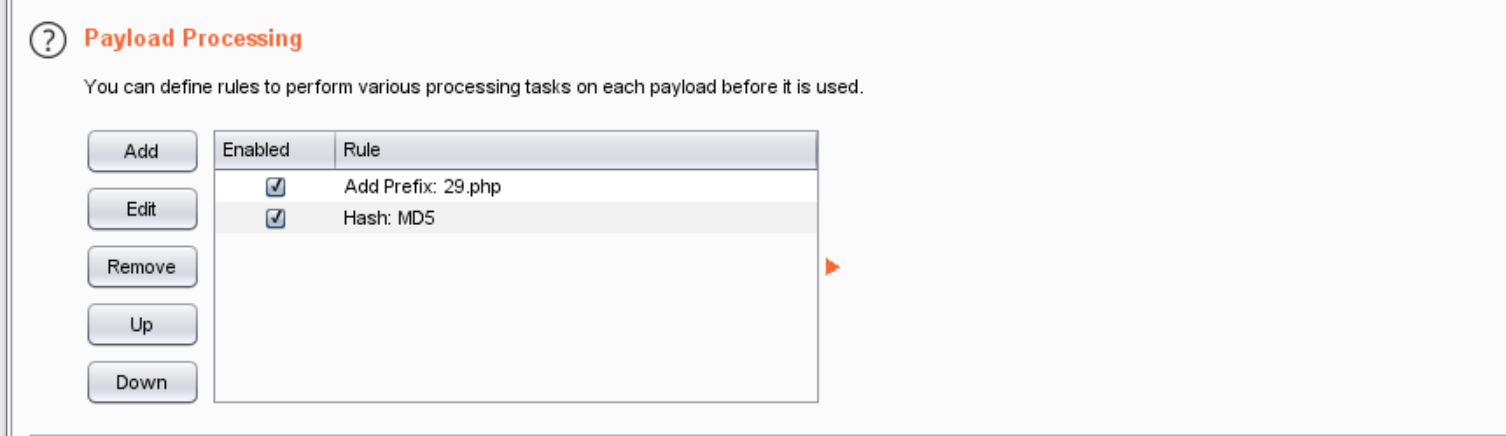 ? Payload Processing
You can define rules to perform various processing tasks on each payload before it is used.
Add
Edit
Remove
Up
Down
Enabled Rule
Add Prefix: 29.php
Hash: MD5